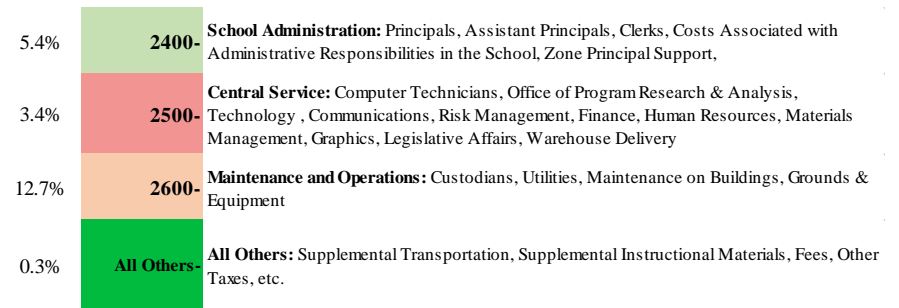 5.4% 2400- School Administration: Principals, Assistant Principals, Clerks, Costs Associated with
Administrative Responsibilities in the School, Zone Principal Support,
3.4% 2500- Central Service: Computer Technicians, Office of Program Research & Analysis,
Technology , Communications, Risk Management, Finance, Human Resources, Materials
Management, Graphics, Legislative Affairs, Warehouse Delivery
12.7% 2600- Maintenance and Operations: Custodians, Utilities, Maintenance on Buildings, Grounds &
Equipment
0.3% All Others- All Others: Supplemental Transportation, Supplemental Instructional Materials, Fees, Other
Taxes, etc.